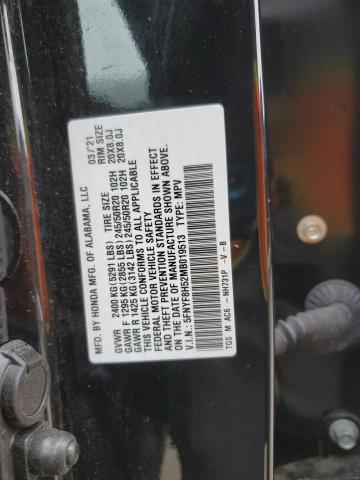 MFD. BY HONDA MFG. OF ALABAMA, LLC 03/'21
GVWR 2400 KG(5291 LBS) TIRE SIZE RIM SIZE
GAWR F 1295 KG(2855 LBS) 245/50R20 102H 20X8.0J
GAWR R 1425 KG(3142 LBS) 245/50R20 102H 20X8.0J
THIS VEHICLE CONFORMS TO ALL APPLICABLE
FEDERAL MOTOR VEHICLE SAFETY
AND THEFT PREVENTION STANDARDS IN EFFECT
ON THE DATE OF MANUFACTURE SHOWN ABOVE.
V.I.N.: 5FNYF8H52MB019513 TYPE: MPV
TGS M AC6 - NH731P -V-B